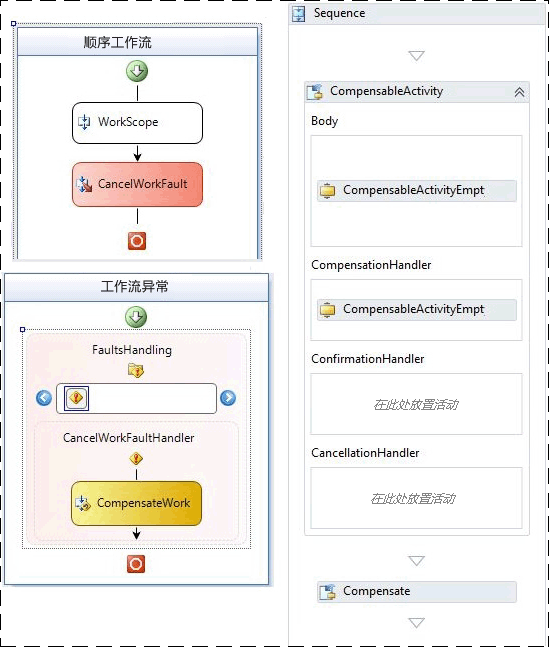 顺序工作流
WorkScope
CancelWorkFault
工作流异常
FaultsHandling
CancelWorkFaultHandler
CompensateWork
Sequence
CompensableActivity
Body
CompensableActivityEmpt
CompensationHandler
CompensableActivityEmpt
ConfirmationHandler
在此处放置活动
CancellationHandler
在此处放置活动
Compensate